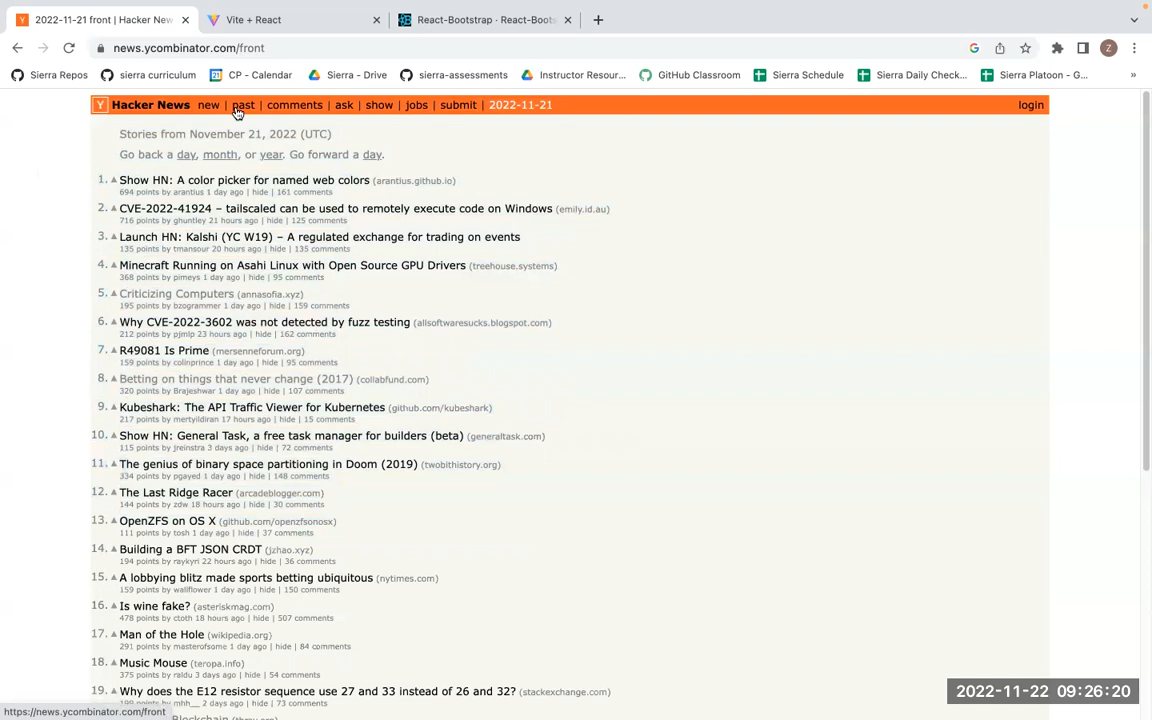 2022-11-21 front | Hacker New
Vite + React
React-Bootstrap · React-Boots
news.ycombinator.com/front
Sierra Repos
sierra curriculum
CP - Calendar
Sierra - Drive
sierra-assessments
Instructor Resour...
GitHub Classroom
Sierra Schedule
Sierra Daily Check...
Sierra Platoon - G...
»
Y Hacker News new | past | comments | ask | show | jobs | submit | 2022-11-21 login
Stories from November 21, 2022 (UTC)
Go back a day, month, or year. Go forward a day.
1. Show HN: A color picker for named web colors (arantius.github.io)
694 points by arantius 1 day ago | hide | 161 comments
2. CVE-2022-41924 – tailscaled can be used to remotely execute code on Windows (emily.id.au)
716 points by ghuntley 21 hours ago | hide | 125 comments
3. Launch HN: Kalshi (YC W19) – A regulated exchange for trading on events
135 points by tmansour 20 hours ago | hide | 135 comments
4. Minecraft Running on Asahi Linux with Open Source GPU Drivers (treehouse.systems)
368 points by pimeys 1 day ago | hide | 95 comments
5. Criticizing Computers (annasofia.xyz)
195 points by bzogrammer 1 day ago | hide | 159 comments
6. Why CVE-2022-3602 was not detected by fuzz testing (allsoftwaresucks.blogspot.com)
212 points by pjmlp 23 hours ago | hide | 162 comments
7. R49081 Is Prime (mersenneforum.org)
159 points by colinprince 1 day ago | hide | 95 comments
8. Betting on things that never change (2017) (collabfund.com)
320 points by Brajeshwar 1 day ago | hide | 107 comments
9. Kubeshark: The API Traffic Viewer for Kubernetes (github.com/kubeshark)
217 points by mertyildiran 17 hours ago | hide | 15 comments
10. Show HN: General Task, a free task manager for builders (beta) (generaltask.com)
115 points by jreinstra 3 days ago | hide | 72 comments
11. The genius of binary space partitioning in Doom (2019) (twobithistory.org)
334 points by pgayed 1 day ago | hide | 148 comments
12. The Last Ridge Racer (arcadeblogger.com)
144 points by zdw 18 hours ago | hide | 30 comments
13. OpenZFS on OS X (github.com/openzfsonosx)
111 points by tosh 1 day ago | hide | 37 comments
14. Building a BFT JSON CRDT (jzhao.xyz)
194 points by raykyri 22 hours ago | hide | 36 comments
15. A lobbying blitz made sports betting ubiquitous (nytimes.com)
159 points by wallflower 1 day ago | hide | 150 comments
16. Is wine fake? (asteriskmag.com)
478 points by ctoth 18 hours ago | hide | 507 comments
17. Man of the Hole (wikipedia.org)
291 points by masterofsome 1 day ago | hide | 84 comments
18. Music Mouse (teropa.info)
375 points by raldu 3 days ago | hide | 54 comments
19. Why does the E12 resistor sequence use 27 and 33 instead of 26 and 32? (stackexchange.com)
199 points by mhh__ 2 days ago | hide | 73 comments
Blockchain
https://news.ycombinator.com/front
2022-11-22 09:26:20